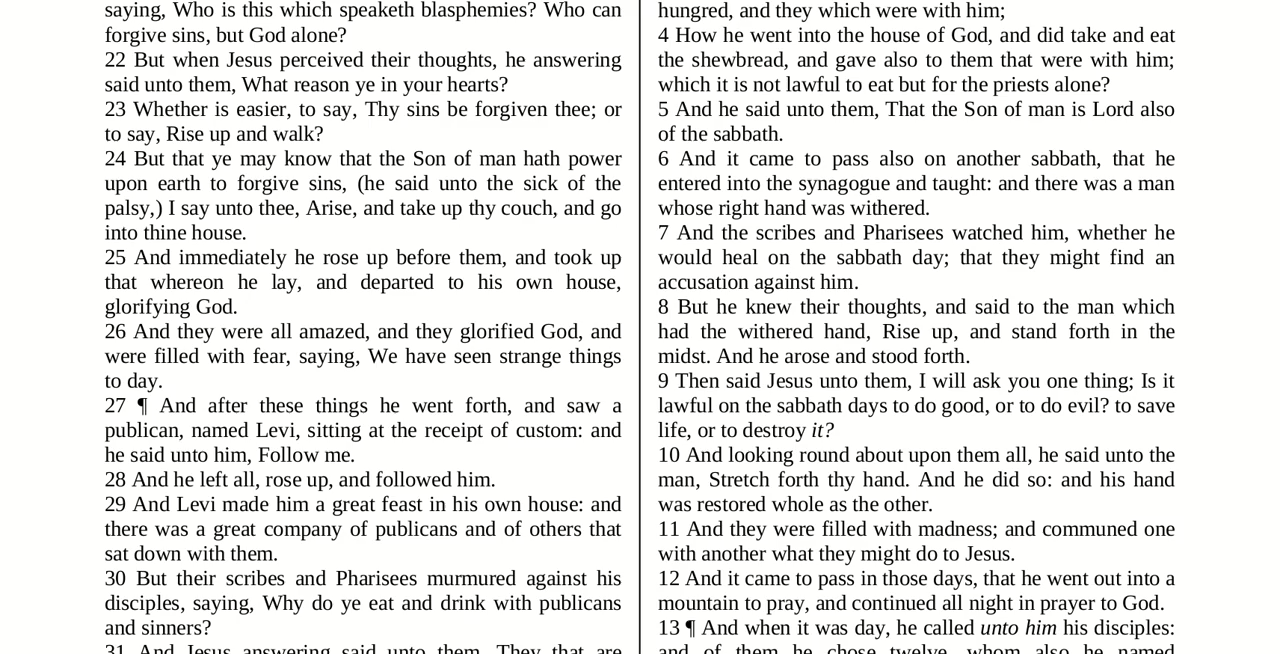 saying, Who is this which speaketh blasphemies? Who can
forgive sins, but God alone?
22 But when Jesus perceived their thoughts, he answering
said unto them, What reason ye in your hearts?
23 Whether is easier, to say, Thy sins be forgiven thee; or
to say, Rise up and walk?
24 But that ye may know that the Son of man hath power
upon earth to forgive sins, (he said unto the sick of the
palsy,) I say unto thee, Arise, and take up thy couch, and go
into thine house.
25 And immediately he rose up before them, and took up
that whereon he lay, and departed to his own house,
glorifying God.
26 And they were all amazed, and they glorified God, and
were filled with fear, saying, We have seen strange things
to day.
27 ¶ And after these things he went forth, and saw a
publican, named Levi, sitting at the receipt of custom: and
he said unto him, Follow me.
28 And he left all, rose up, and followed him.
29 And Levi made him a great feast in his own house: and
there was a great company of publicans and of others that
sat down with them.
30 But their scribes and Pharisees murmured against his
disciples, saying, Why do ye eat and drink with publicans
and sinners?
31 And Jesus answering said unto them, They that are
hungred, and they which were with him;
4 How he went into the house of God, and did take and eat
the shewbread, and gave also to them that were with him;
which it is not lawful to eat but for the priests alone?
5 And he said unto them, That the Son of man is Lord also
of the sabbath.
6 And it came to pass also on another sabbath, that he
entered into the synagogue and taught: and there was a man
whose right hand was withered.
7 And the scribes and Pharisees watched him, whether he
would heal on the sabbath day; that they might find an
accusation against him.
8 But he knew their thoughts, and said to the man which
had the withered hand, Rise up, and stand forth in the
midst. And he arose and stood forth.
9 Then said Jesus unto them, I will ask you one thing; Is it
lawful on the sabbath days to do good, or to do evil? to save
life, or to destroy it?
10 And looking round about upon them all, he said unto the
man, Stretch forth thy hand. And he did so: and his hand
was restored whole as the other.
11 And they were filled with madness; and communed one
with another what they might do to Jesus.
12 And it came to pass in those days, that he went out into a
mountain to pray, and continued all night in prayer to God.
13 ¶ And when it was day, he called unto him his disciples:
and of them he chose twelve, whom also he named